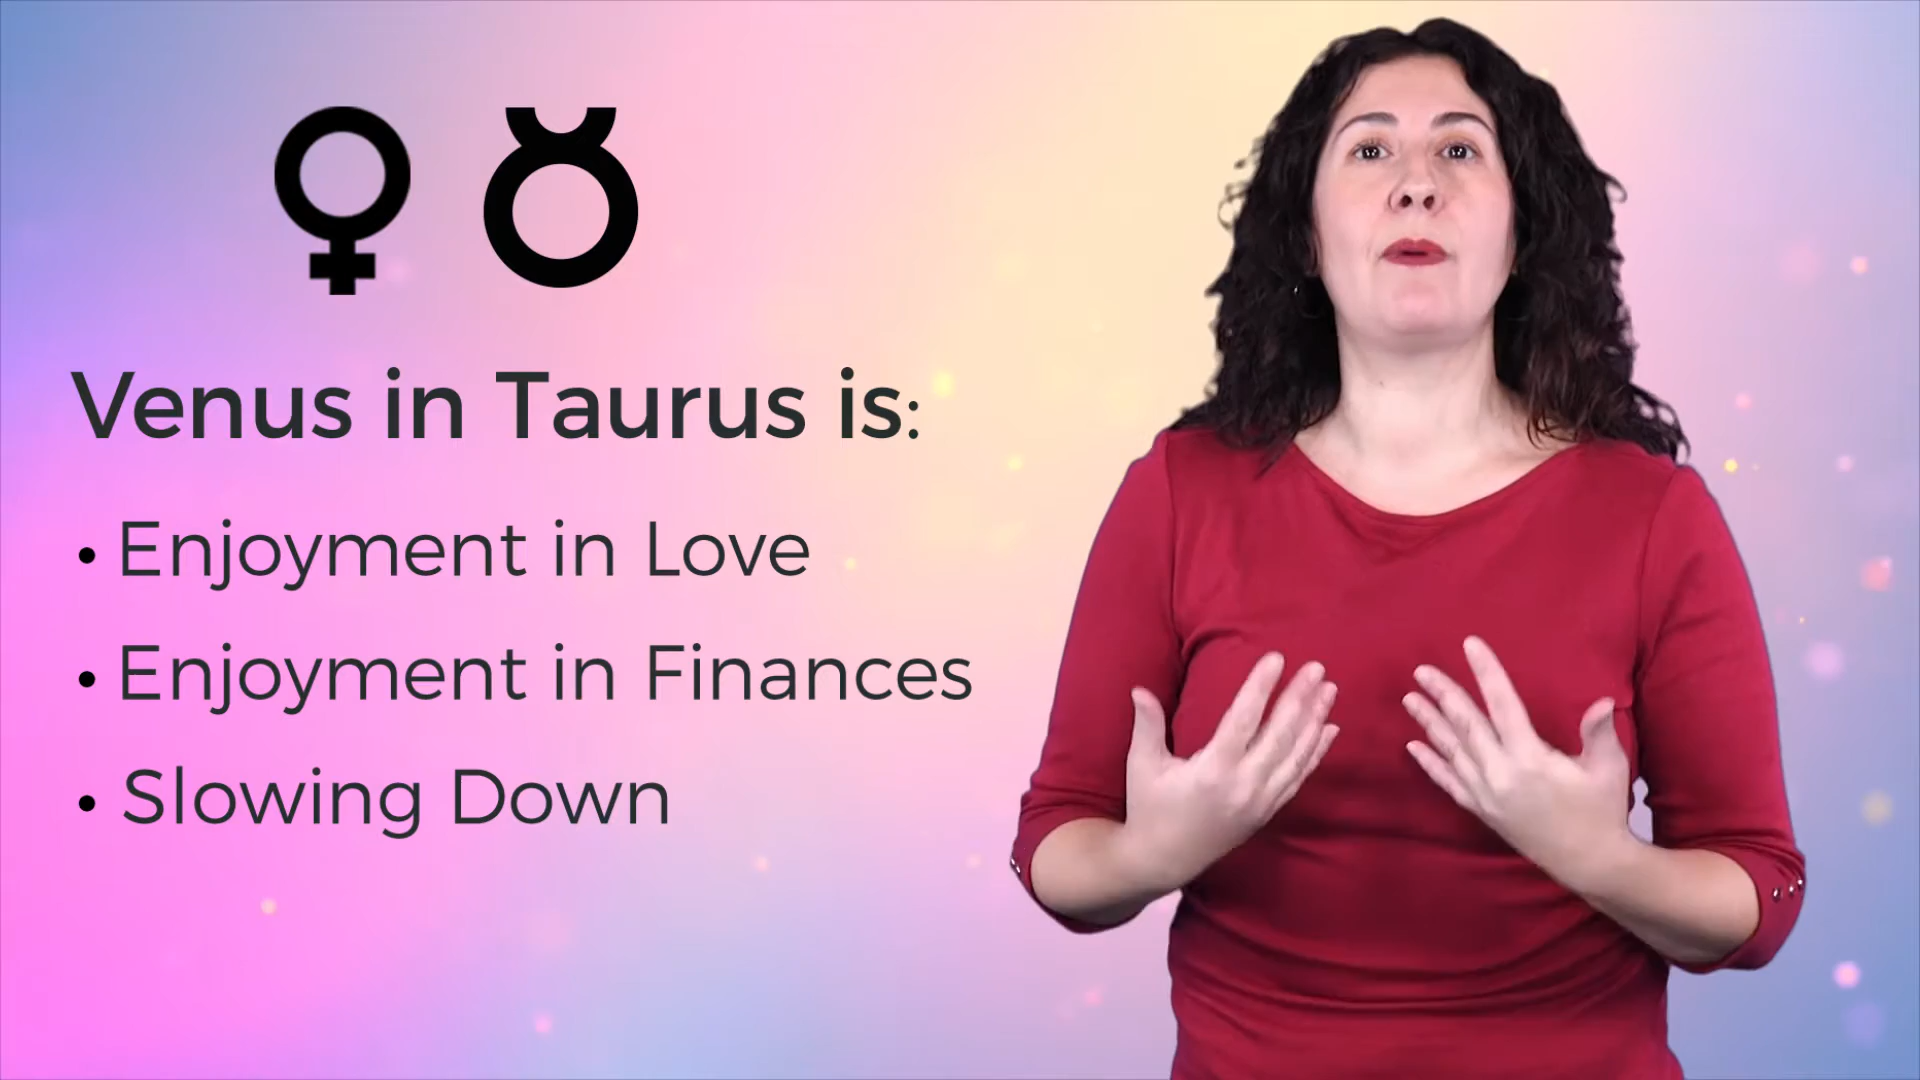 ♀ ♉
Venus in Taurus is:
• Enjoyment in Love
• Enjoyment in Finances
• Slowing Down